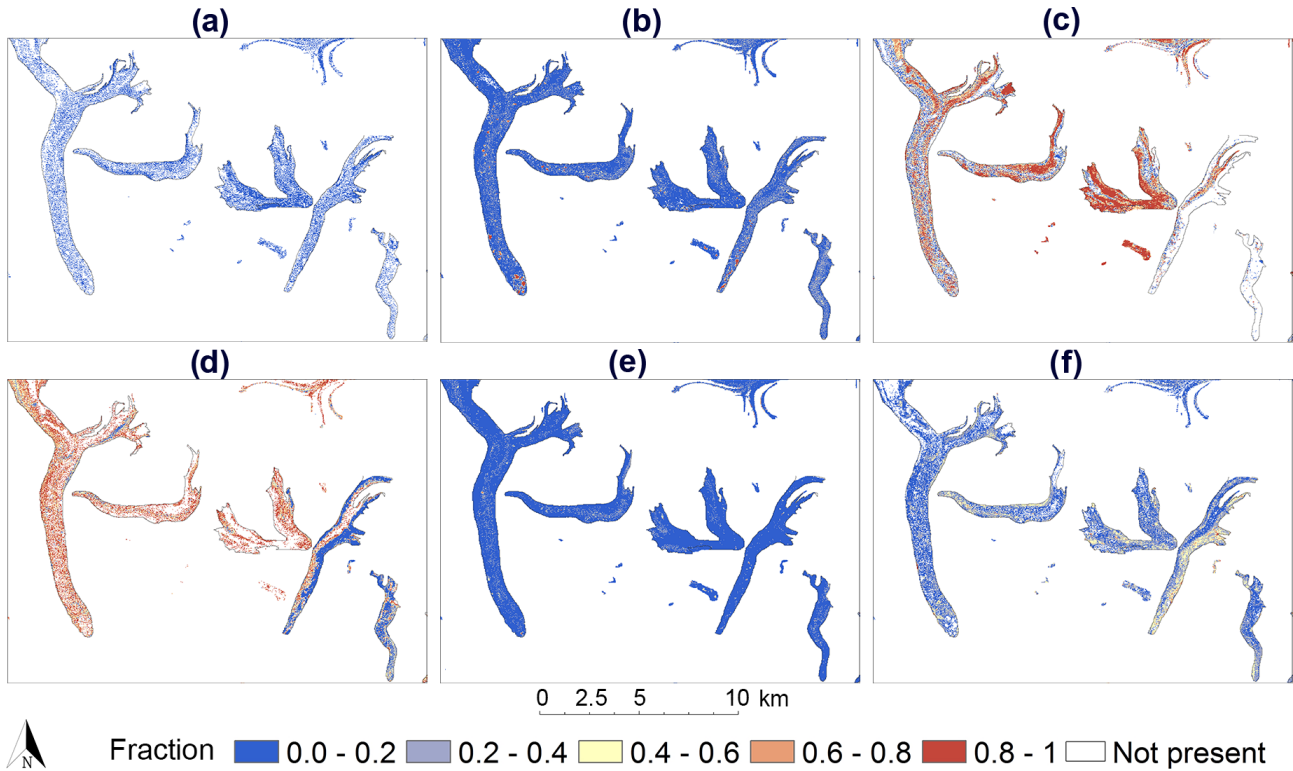 (a) (b) (c)
(d) (e) (f)
0 2.5 5 10 km
N
Fraction 0.0 - 0.2 0.2 - 0.4 0.4 - 0.6 0.6 - 0.8 0.8 - 1 Not present